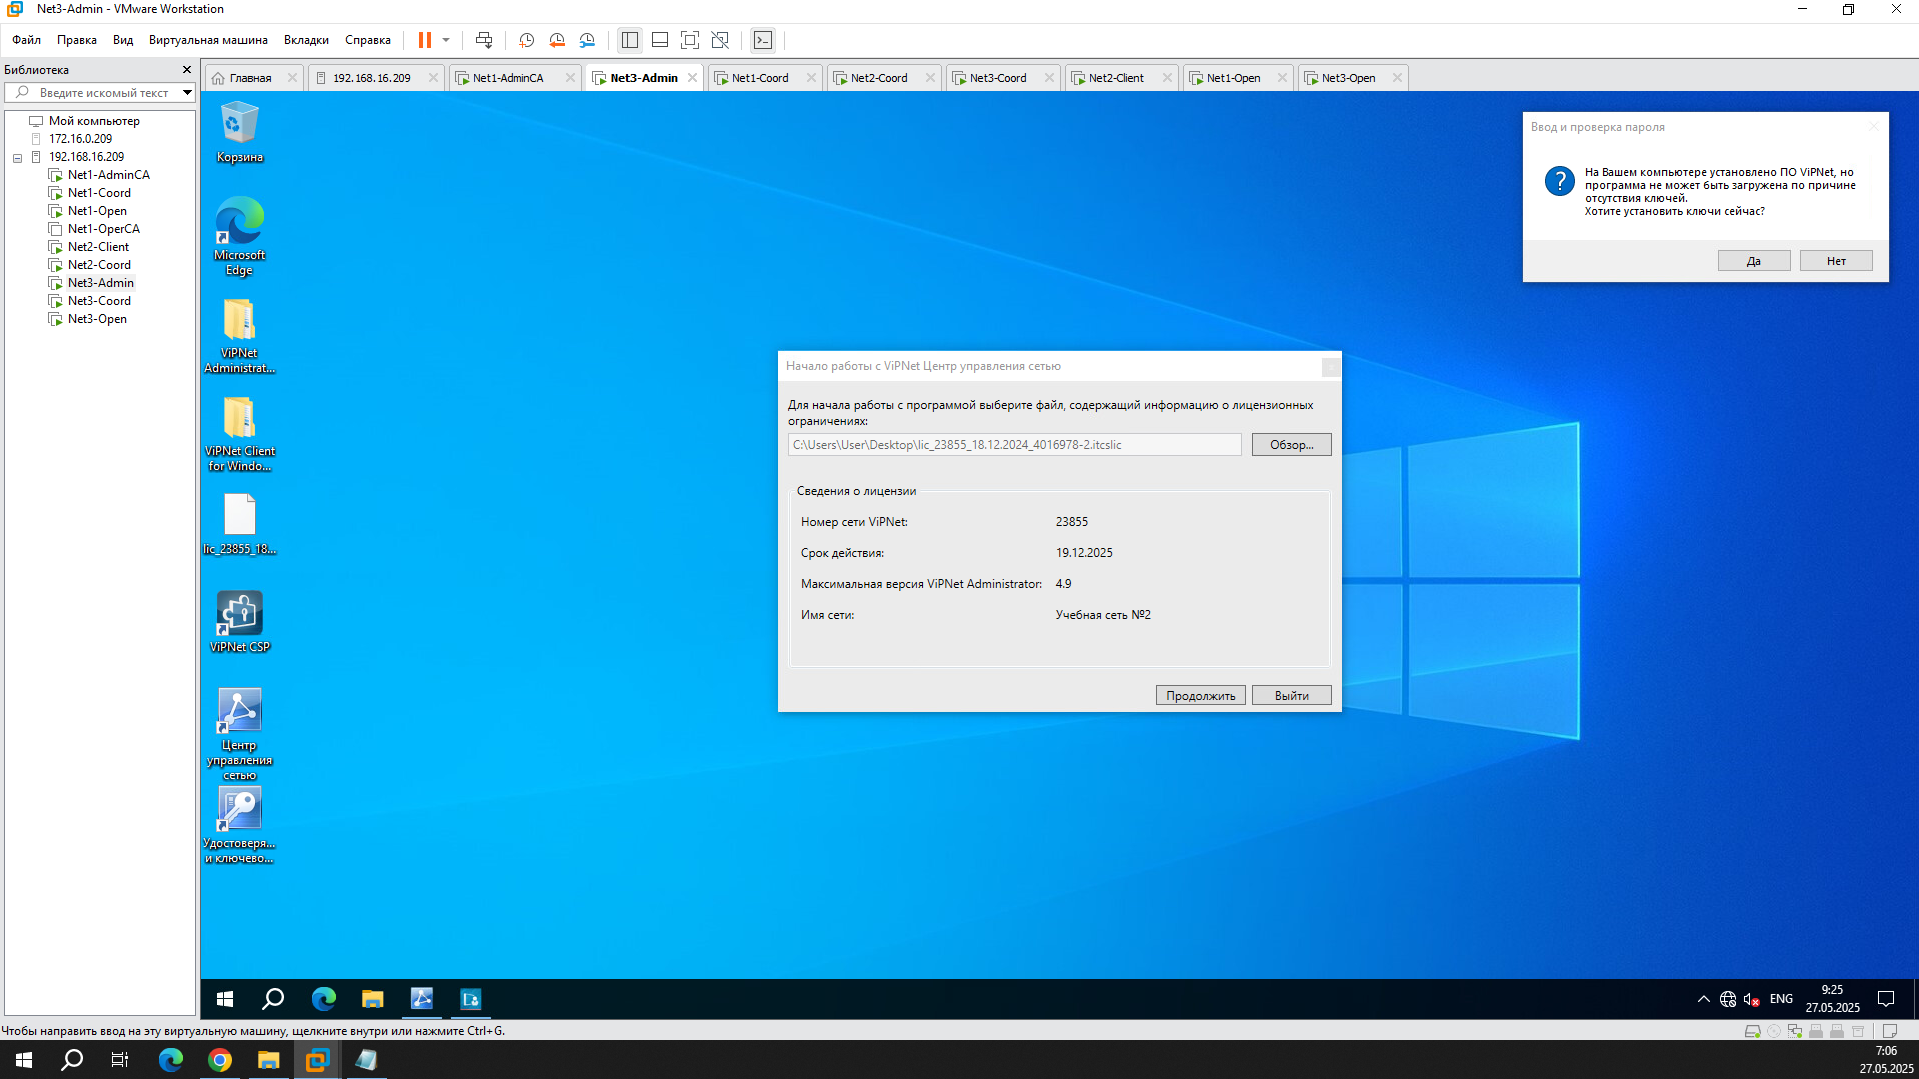 Net3-Admin - VMware Workstation
Файл Правка Вид Виртуальная машина Вкладки Справка
Библиотека
Введите искомый текст
Мой компьютер
172.16.0.209
192.168.16.209
Net1-AdminCA
Net1-Coord
Net1-Open
Net1-OperCA
Net2-Client
Net2-Coord
Net3-Admin
Net3-Coord
Net3-Open
Главная 192.168.16.209 Net1-AdminCA Net3-Admin Net1-Coord Net2-Coord Net3-Coord Net2-Client Net1-Open Net3-Open
Корзина
Microsoft
Edge
ViPNet
Administrat...
ViPNet Client
for Windo...
lic_23855_18...
ViPNet CSP
Центр
управления
сетью
Удостоверя...
и ключево...
Ввод и проверка пароля
На Вашем компьютере установлено ПО ViPNet, но
программа не может быть загружена по причине
отсутствия ключей.
Хотите установить ключи сейчас?
Да Нет
Начало работы с ViPNet Центр управления сетью
Для начала работы с программой выберите файл, содержащий информацию о лицензионных
ограничениях:
C:\Users\User\Desktop\lic_23855_18.12.2024_4016978-2.itcslic Обзор...
Сведения о лицензии
Номер сети ViPNet: 23855
Срок действия: 19.12.2025
Максимальная версия ViPNet Administrator: 4.9
Имя сети: Учебная сеть №2
Продолжить Выйти
ENG
9:25
27.05.2025
Чтобы направить ввод на эту виртуальную машину, щелкните внутри или нажмите Ctrl+G.
7:06
27.05.2025